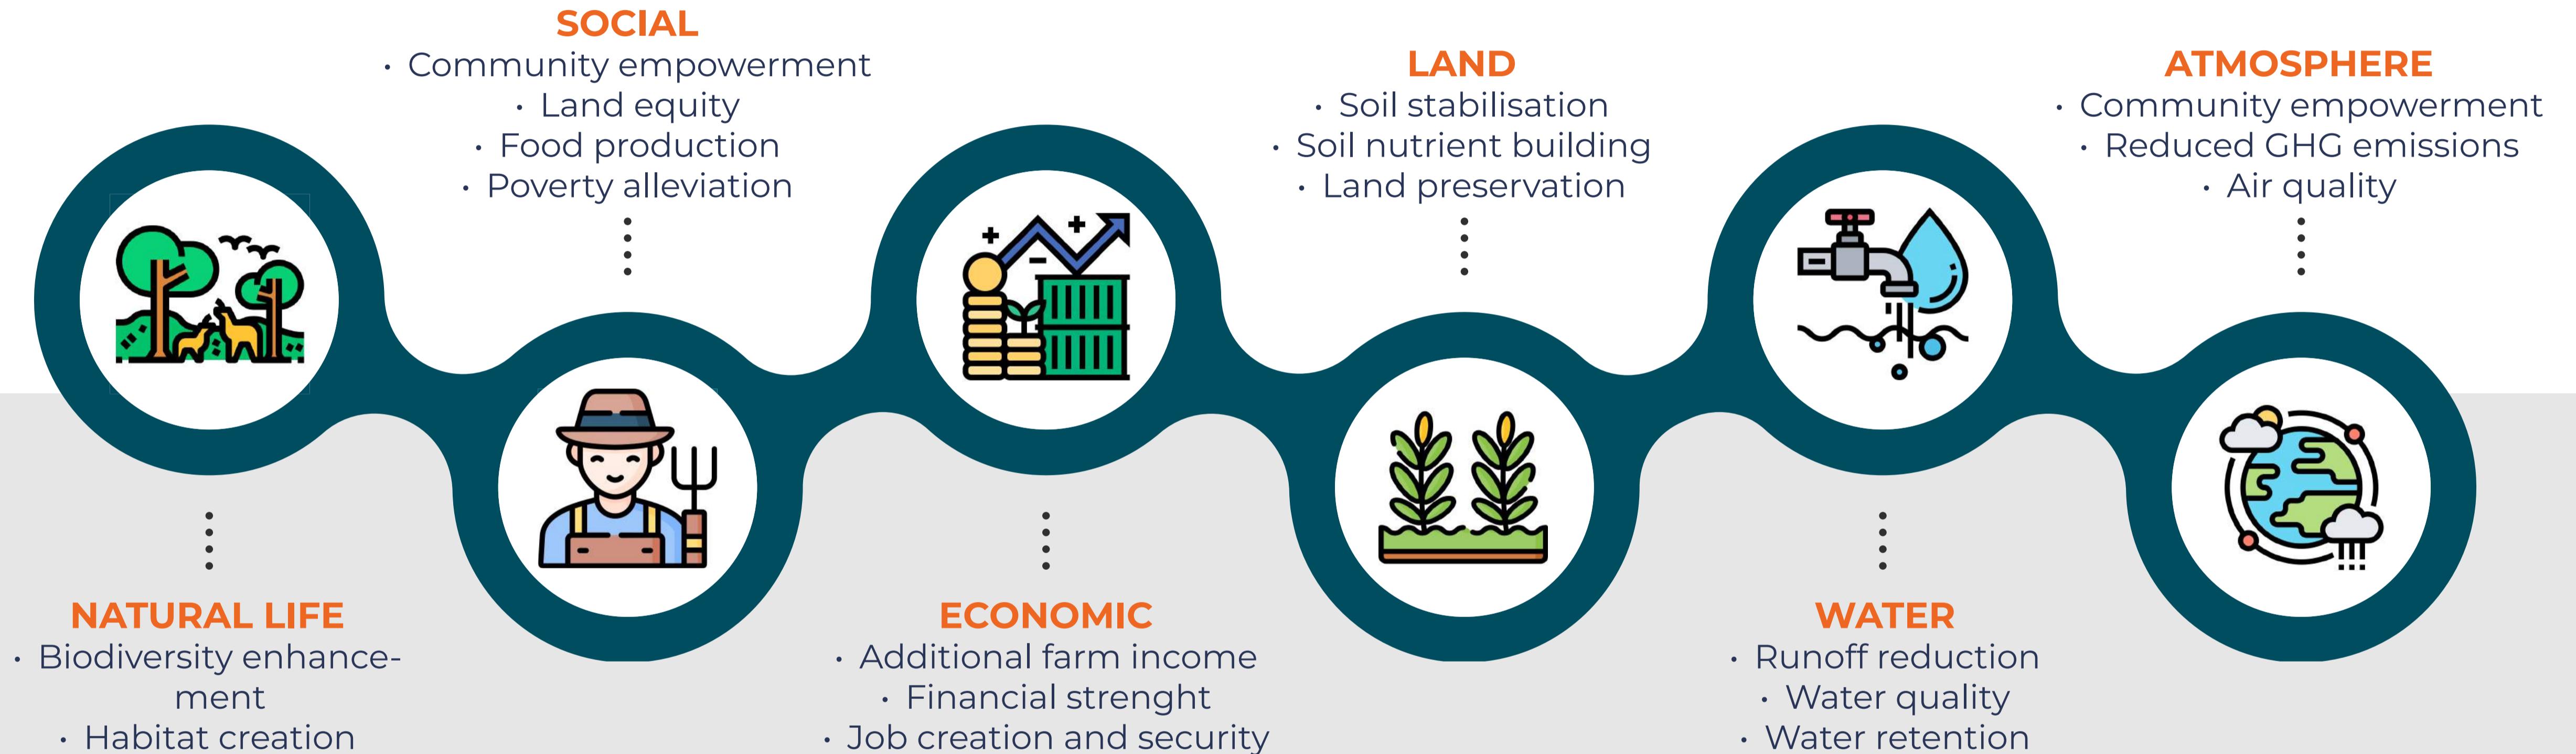 SOCIAL
• Community empowerment
• Land equity
• Food production
• Poverty alleviation
LAND
• Soil stabilisation
• Soil nutrient building
• Land preservation
ATMOSPHERE
• Community empowerment
• Reduced GHG emissions
• Air quality
NATURAL LIFE
• Biodiversity enhance-
ment
• Habitat creation
ECONOMIC
• Additional farm income
• Financial strenght
• Job creation and security
WATER
• Runoff reduction
• Water quality
• Water retention